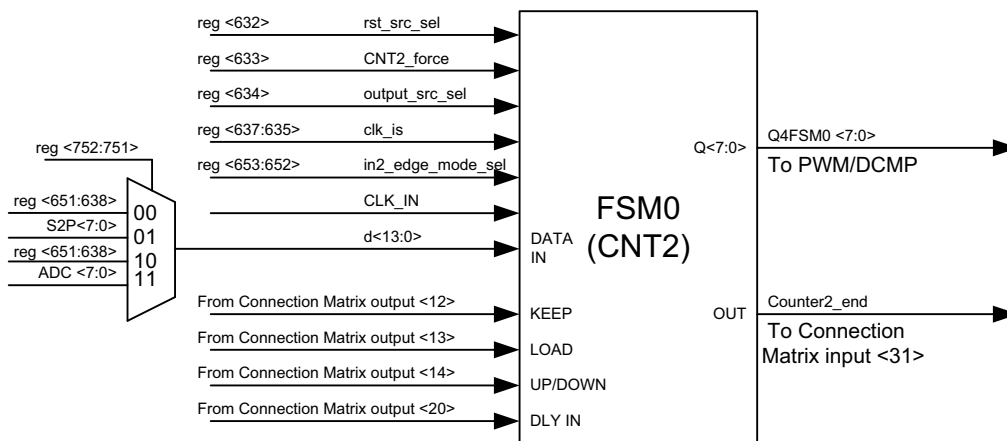 reg <632> rst_src_sel
reg <633> CNT2_force
reg <634> output_src_sel
reg <637:635> clk_is
reg <653:652> in2_edge_mode_sel
CLK_IN
reg <752:751>
reg <651:638> 00
S2P<7:0> 01
reg <651:638> 10
ADC <7:0> 11
d<13:0>
DATA
IN
From Connection Matrix output <12> KEEP
From Connection Matrix output <13> LOAD
From Connection Matrix output <14> UP/DOWN
From Connection Matrix output <20> DLY IN
FSM0
(CNT2)
Q<7:0>
Q4FSM0 <7:0>
To PWM/DCMP
OUT
Counter2_end
To Connection
Matrix input <31>